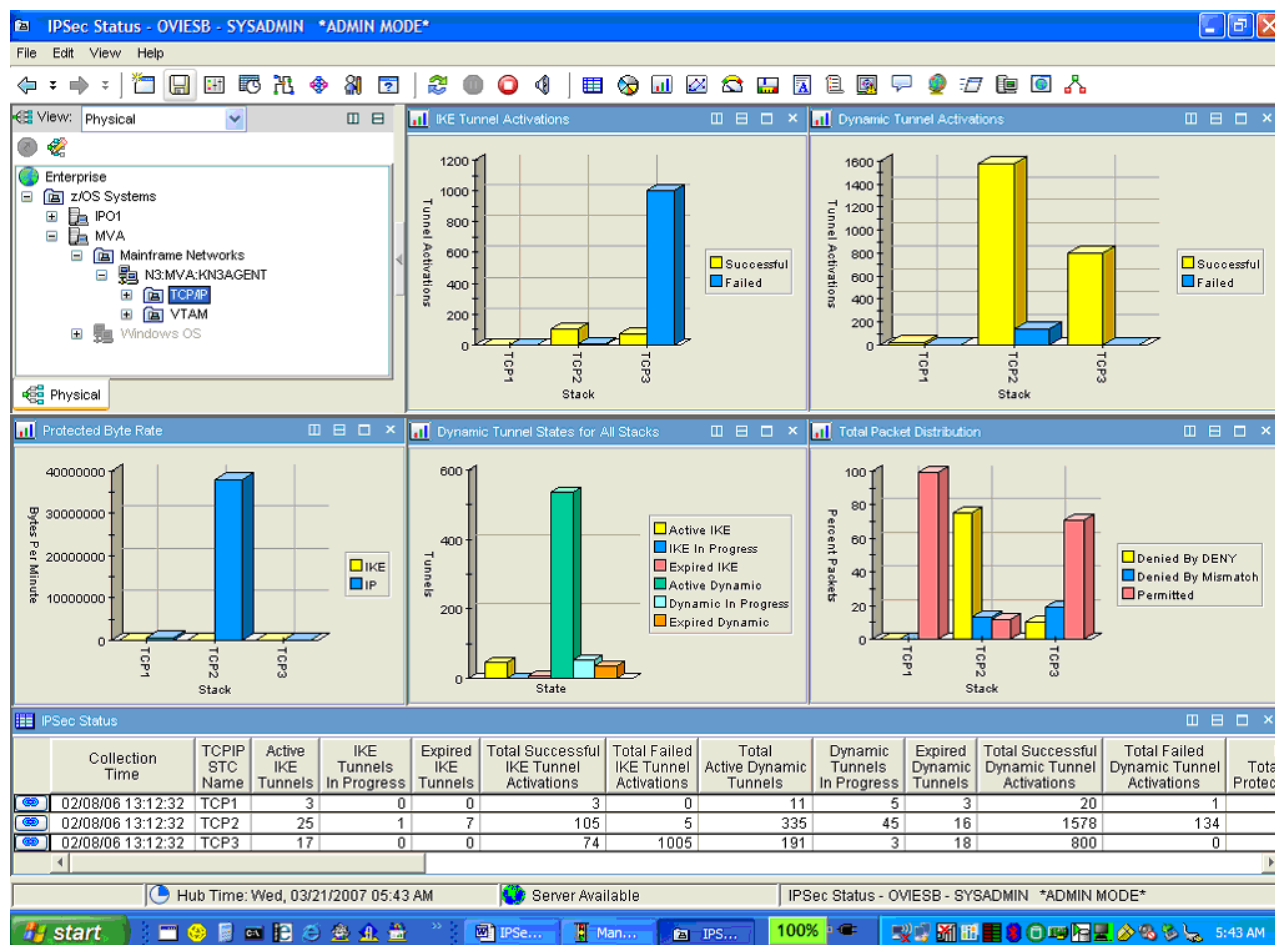 IPSec Status - OVIESB - SYSADMIN *ADMIN MODE*
File Edit View Help
View: Physical
Enterprise
z/OS Systems
IPO1
MVA
Mainframe Networks
N3:MVA:KN3AGENT
TCP/IP
VTAM
Windows OS
Physical
IKE Tunnel Activations
1200
1000
800
600
400
200
0
Tunnel Activations
TCP1
TCP2
TCP3
Stack
Successful
Failed
Dynamic Tunnel Activations
1600
1400
1200
1000
800
600
400
200
0
Tunnel Activations
TCP1
TCP2
TCP3
Stack
Successful
Failed
Protected Byte Rate
40000000
30000000
20000000
10000000
0
Bytes Per Minute
TCP1
TCP2
TCP3
Stack
IKE
IP
Dynamic Tunnel States for All Stacks
600
400
200
0
Tunnels
State
Active IKE
IKE In Progress
Expired IKE
Active Dynamic
Dynamic In Progress
Expired Dynamic
Total Packet Distribution
100
80
60
40
20
0
Percent Packets
TCP1
TCP2
TCP3
Stack
Denied By DENY
Denied By Mismatch
Permitted
IPSec Status
Collection Time
TCPIP STC Name
Active IKE Tunnels
IKE Tunnels In Progress
Expired IKE Tunnels
Total Successful IKE Tunnel Activations
Total Failed IKE Tunnel Activations
Total Active Dynamic Tunnels
Dynamic Tunnels In Progress
Expired Dynamic Tunnels
Total Successful Dynamic Tunnel Activations
Total Failed Dynamic Tunnel Activations
Tota Protec
02/08/06 13:12:32 TCP1 3 0 0 3 0 11 5 3 20 1
02/08/06 13:12:32 TCP2 25 1 7 105 5 335 45 16 1578 134
02/08/06 13:12:32 TCP3 17 0 0 74 1005 191 3 18 800 0
Hub Time: Wed, 03/21/2007 05:43 AM
Server Available
IPSec Status - OVIESB - SYSADMIN *ADMIN MODE*
start
IPSe...
Man...
IPS...
100%
5:43 AM